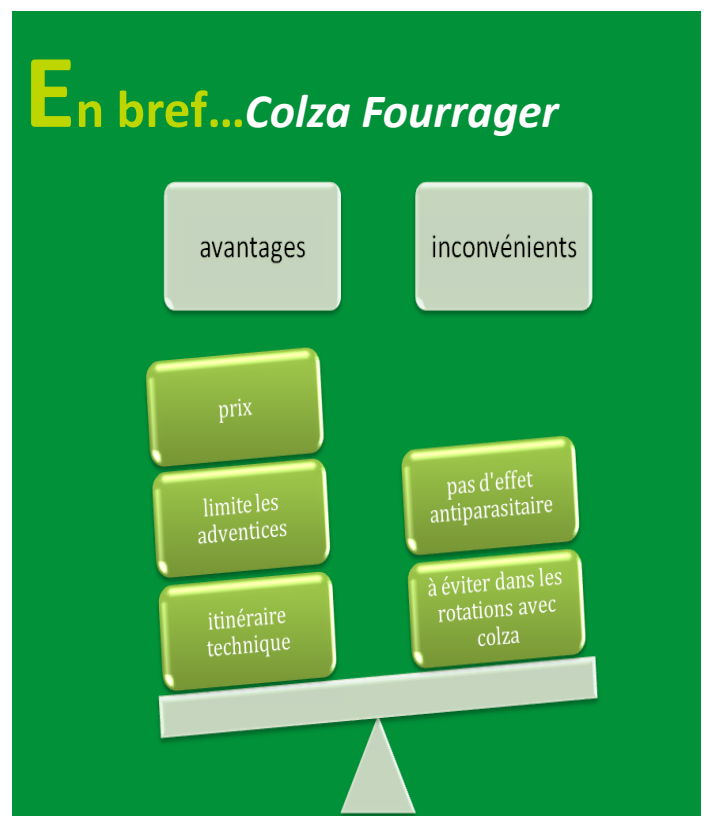 En bref...Colza Fourrager
avantages
inconvénients
prix
limite les
adventices
itinéraire
technique
pas d'effet
antiparasitaire
à éviter dans les
rotations avec
colza